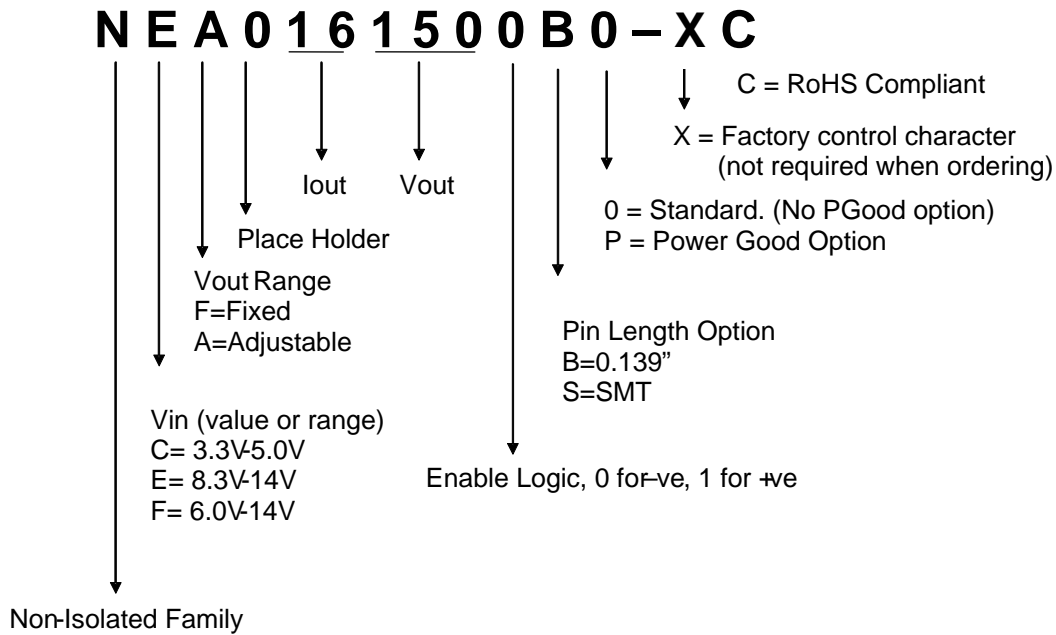 N E A 0 1 6 1 5 0 0 B 0 – X C
C = RoHS Compliant
X = Factory control character
(not required when ordering)
Iout
Vout
0 = Standard. (No PGood option)
P = Power Good Option
Place Holder
Vout Range
F=Fixed
A=Adjustable
Pin Length Option
B=0.139”
S=SMT
Vin (value or range)
C= 3.3V-5.0V
E= 8.3V-14V
F= 6.0V-14V
Enable Logic, 0 for–ve, 1 for +ve
Non-Isolated Family